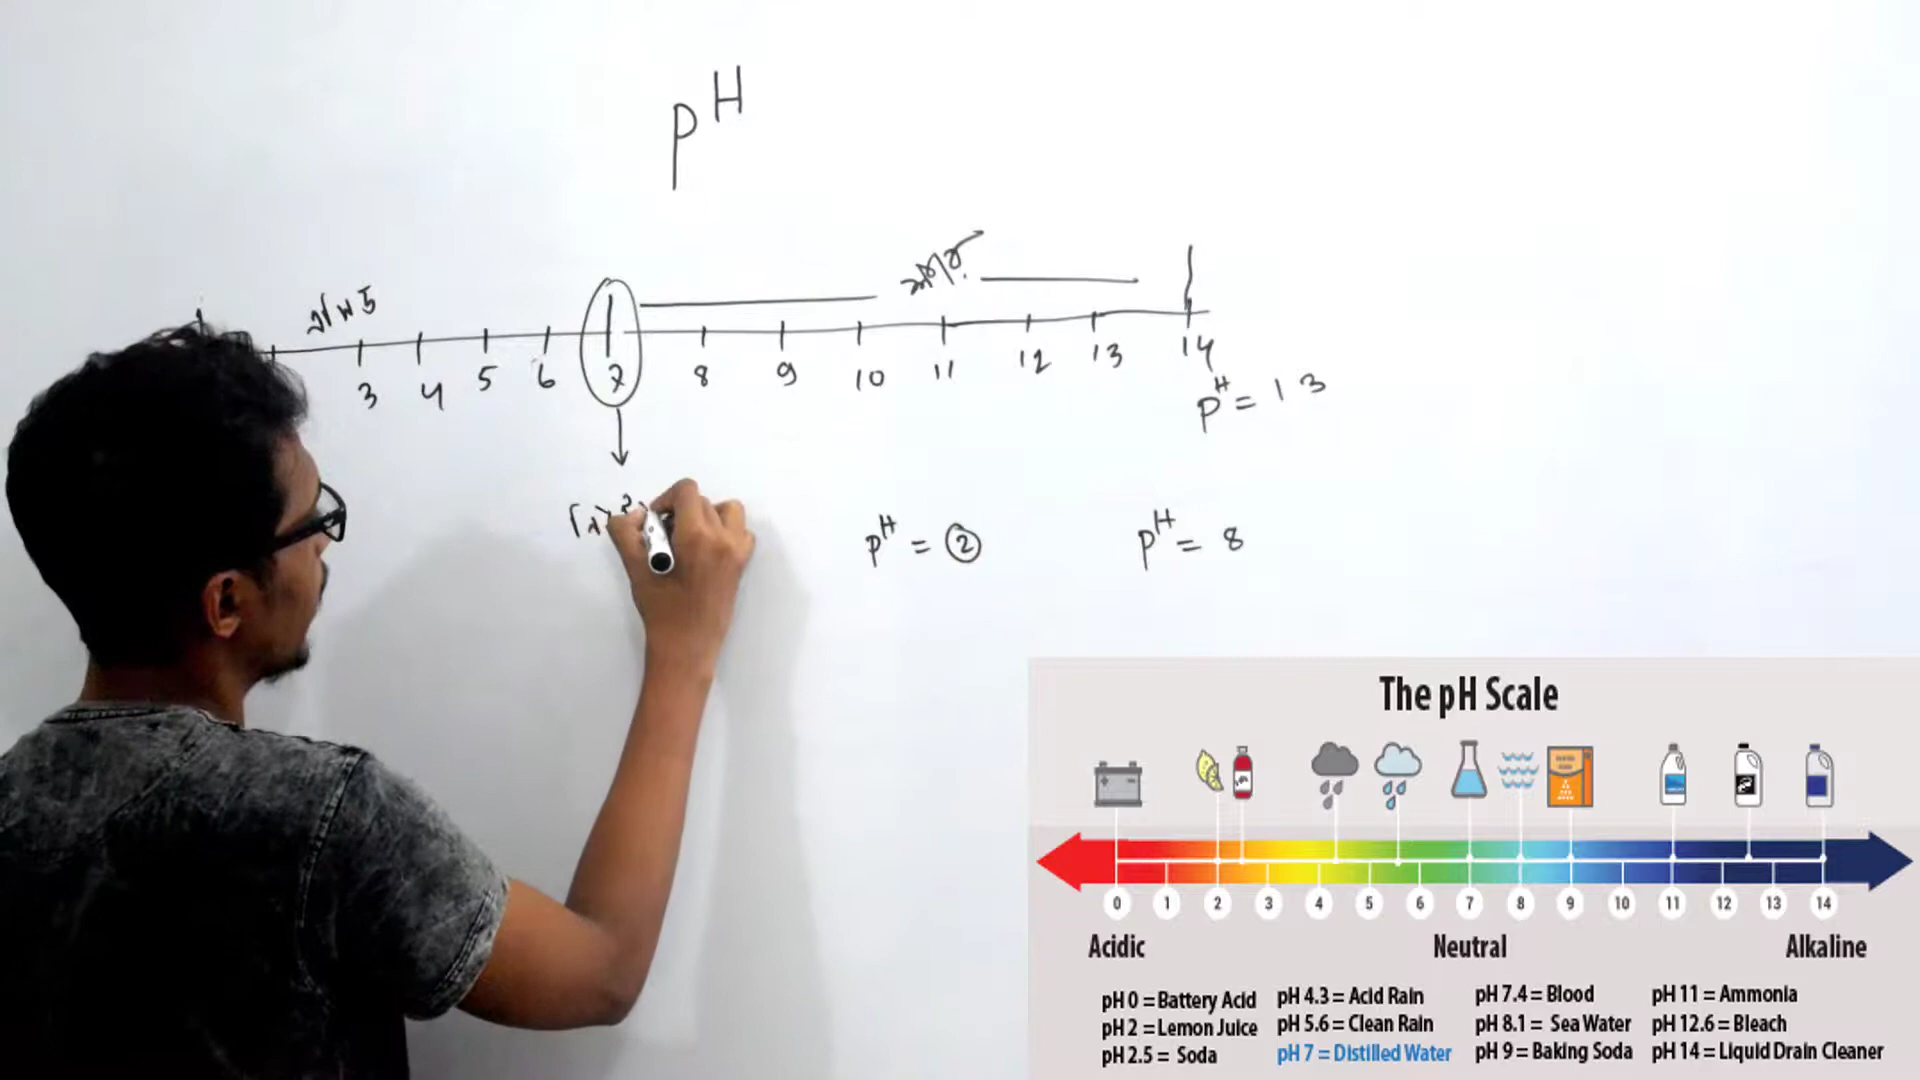 pH
3 4 5 6 7 8 9 10 11 12 13 14
pH = 13
pH = 2
pH = 8
The pH Scale
0 1 2 3 4 5 6 7 8 9 10 11 12 13 14
Acidic Neutral Alkaline
pH 0 = Battery Acid pH 4.3 = Acid Rain pH 7.4 = Blood pH 11 = Ammonia
pH 2 = Lemon Juice pH 5.6 = Clean Rain pH 8.1 = Sea Water pH 12.6 = Bleach
pH 2.5 = Soda pH 7 = Distilled Water pH 9 = Baking Soda pH 14 = Liquid Drain Cleaner